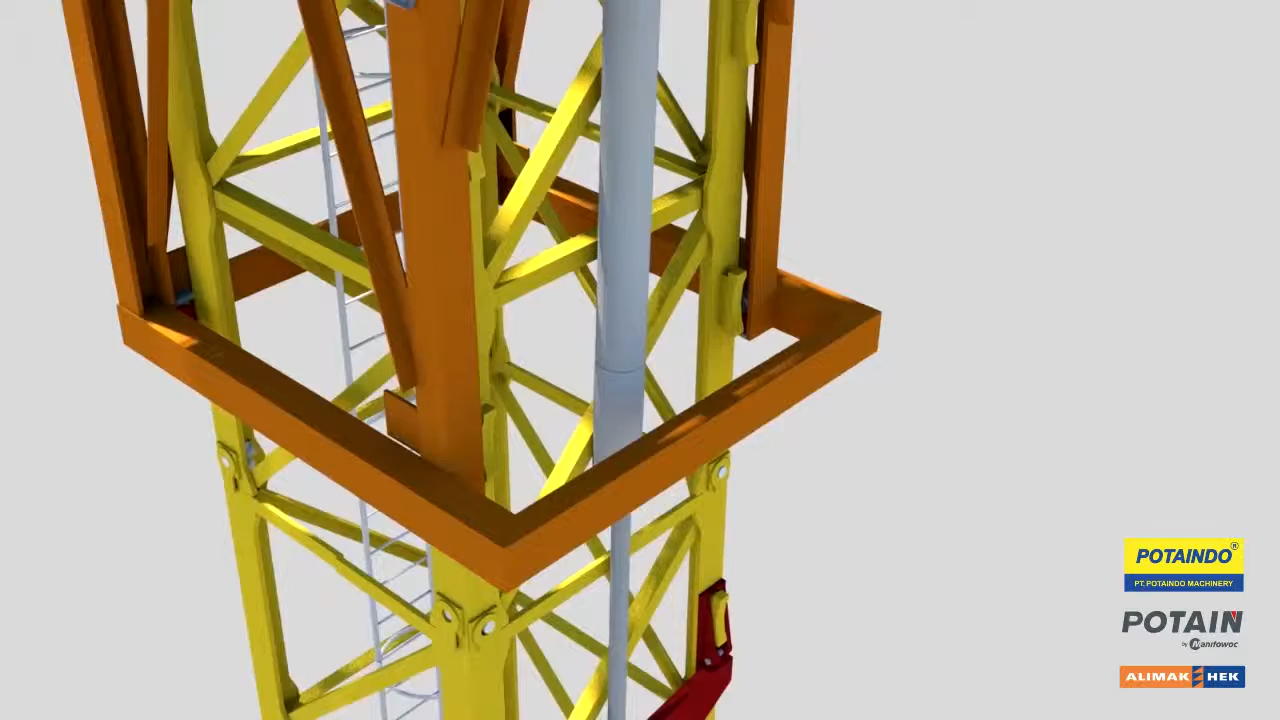 POTAINDO®
PT. POTAINDO MACHINERY
POTAIN
by Manitowoc
ALIMAK HEK